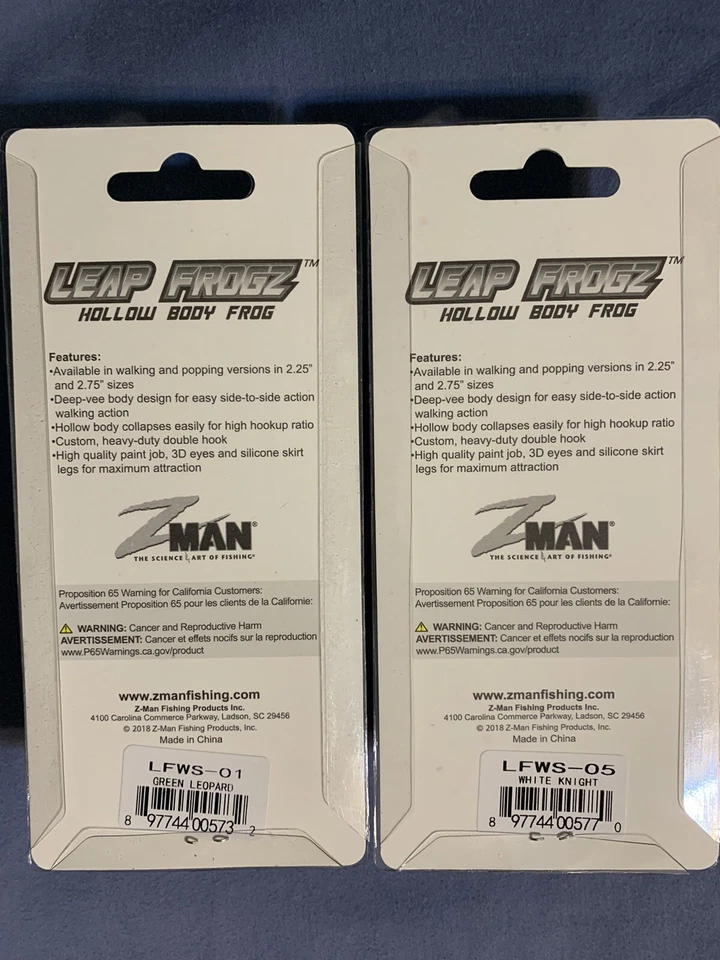 LEAP FROGZ™
HOLLOW BODY FROG
Features:
•Available in walking and popping versions in 2.25"
and 2.75" sizes
•Deep-vee body design for easy side-to-side action
walking action
•Hollow body collapses easily for high hookup ratio
•Custom, heavy-duty double hook
•High quality paint job, 3D eyes and silicone skirt
legs for maximum attraction
ZMAN®
THE SCIENCE & ART OF FISHING®
Proposition 65 Warning for California Customers:
Avertissement Proposition 65 pour les clients de la Californie:
WARNING: Cancer and Reproductive Harm
AVERTISSEMENT: Cancer et effets nocifs sur la reproduction
www.P65Warnings.ca.gov/product
www.zmanfishing.com
Z-Man Fishing Products Inc.
4100 Carolina Commerce Parkway, Ladson, SC 29456
© 2018 Z-Man Fishing Products, Inc.
Made in China
LFWS-01
GREEN LEOPARD
8 97744 00573 2
LEAP FROGZ™
HOLLOW BODY FROG
Features:
•Available in walking and popping versions in 2.25"
and 2.75" sizes
•Deep-vee body design for easy side-to-side action
walking action
•Hollow body collapses easily for high hookup ratio
•Custom, heavy-duty double hook
•High quality paint job, 3D eyes and silicone skirt
legs for maximum attraction
ZMAN®
THE SCIENCE & ART OF FISHING®
Proposition 65 Warning for California Customers:
Avertissement Proposition 65 pour les clients de la Californie:
WARNING: Cancer and Reproductive Harm
AVERTISSEMENT: Cancer et effets nocifs sur la reproduction
www.P65Warnings.ca.gov/product
www.zmanfishing.com
Z-Man Fishing Products Inc.
4100 Carolina Commerce Parkway, Ladson, SC 29456
© 2018 Z-Man Fishing Products, Inc.
Made in China
LFWS-05
WHITE KNIGHT
8 97744 00577 0